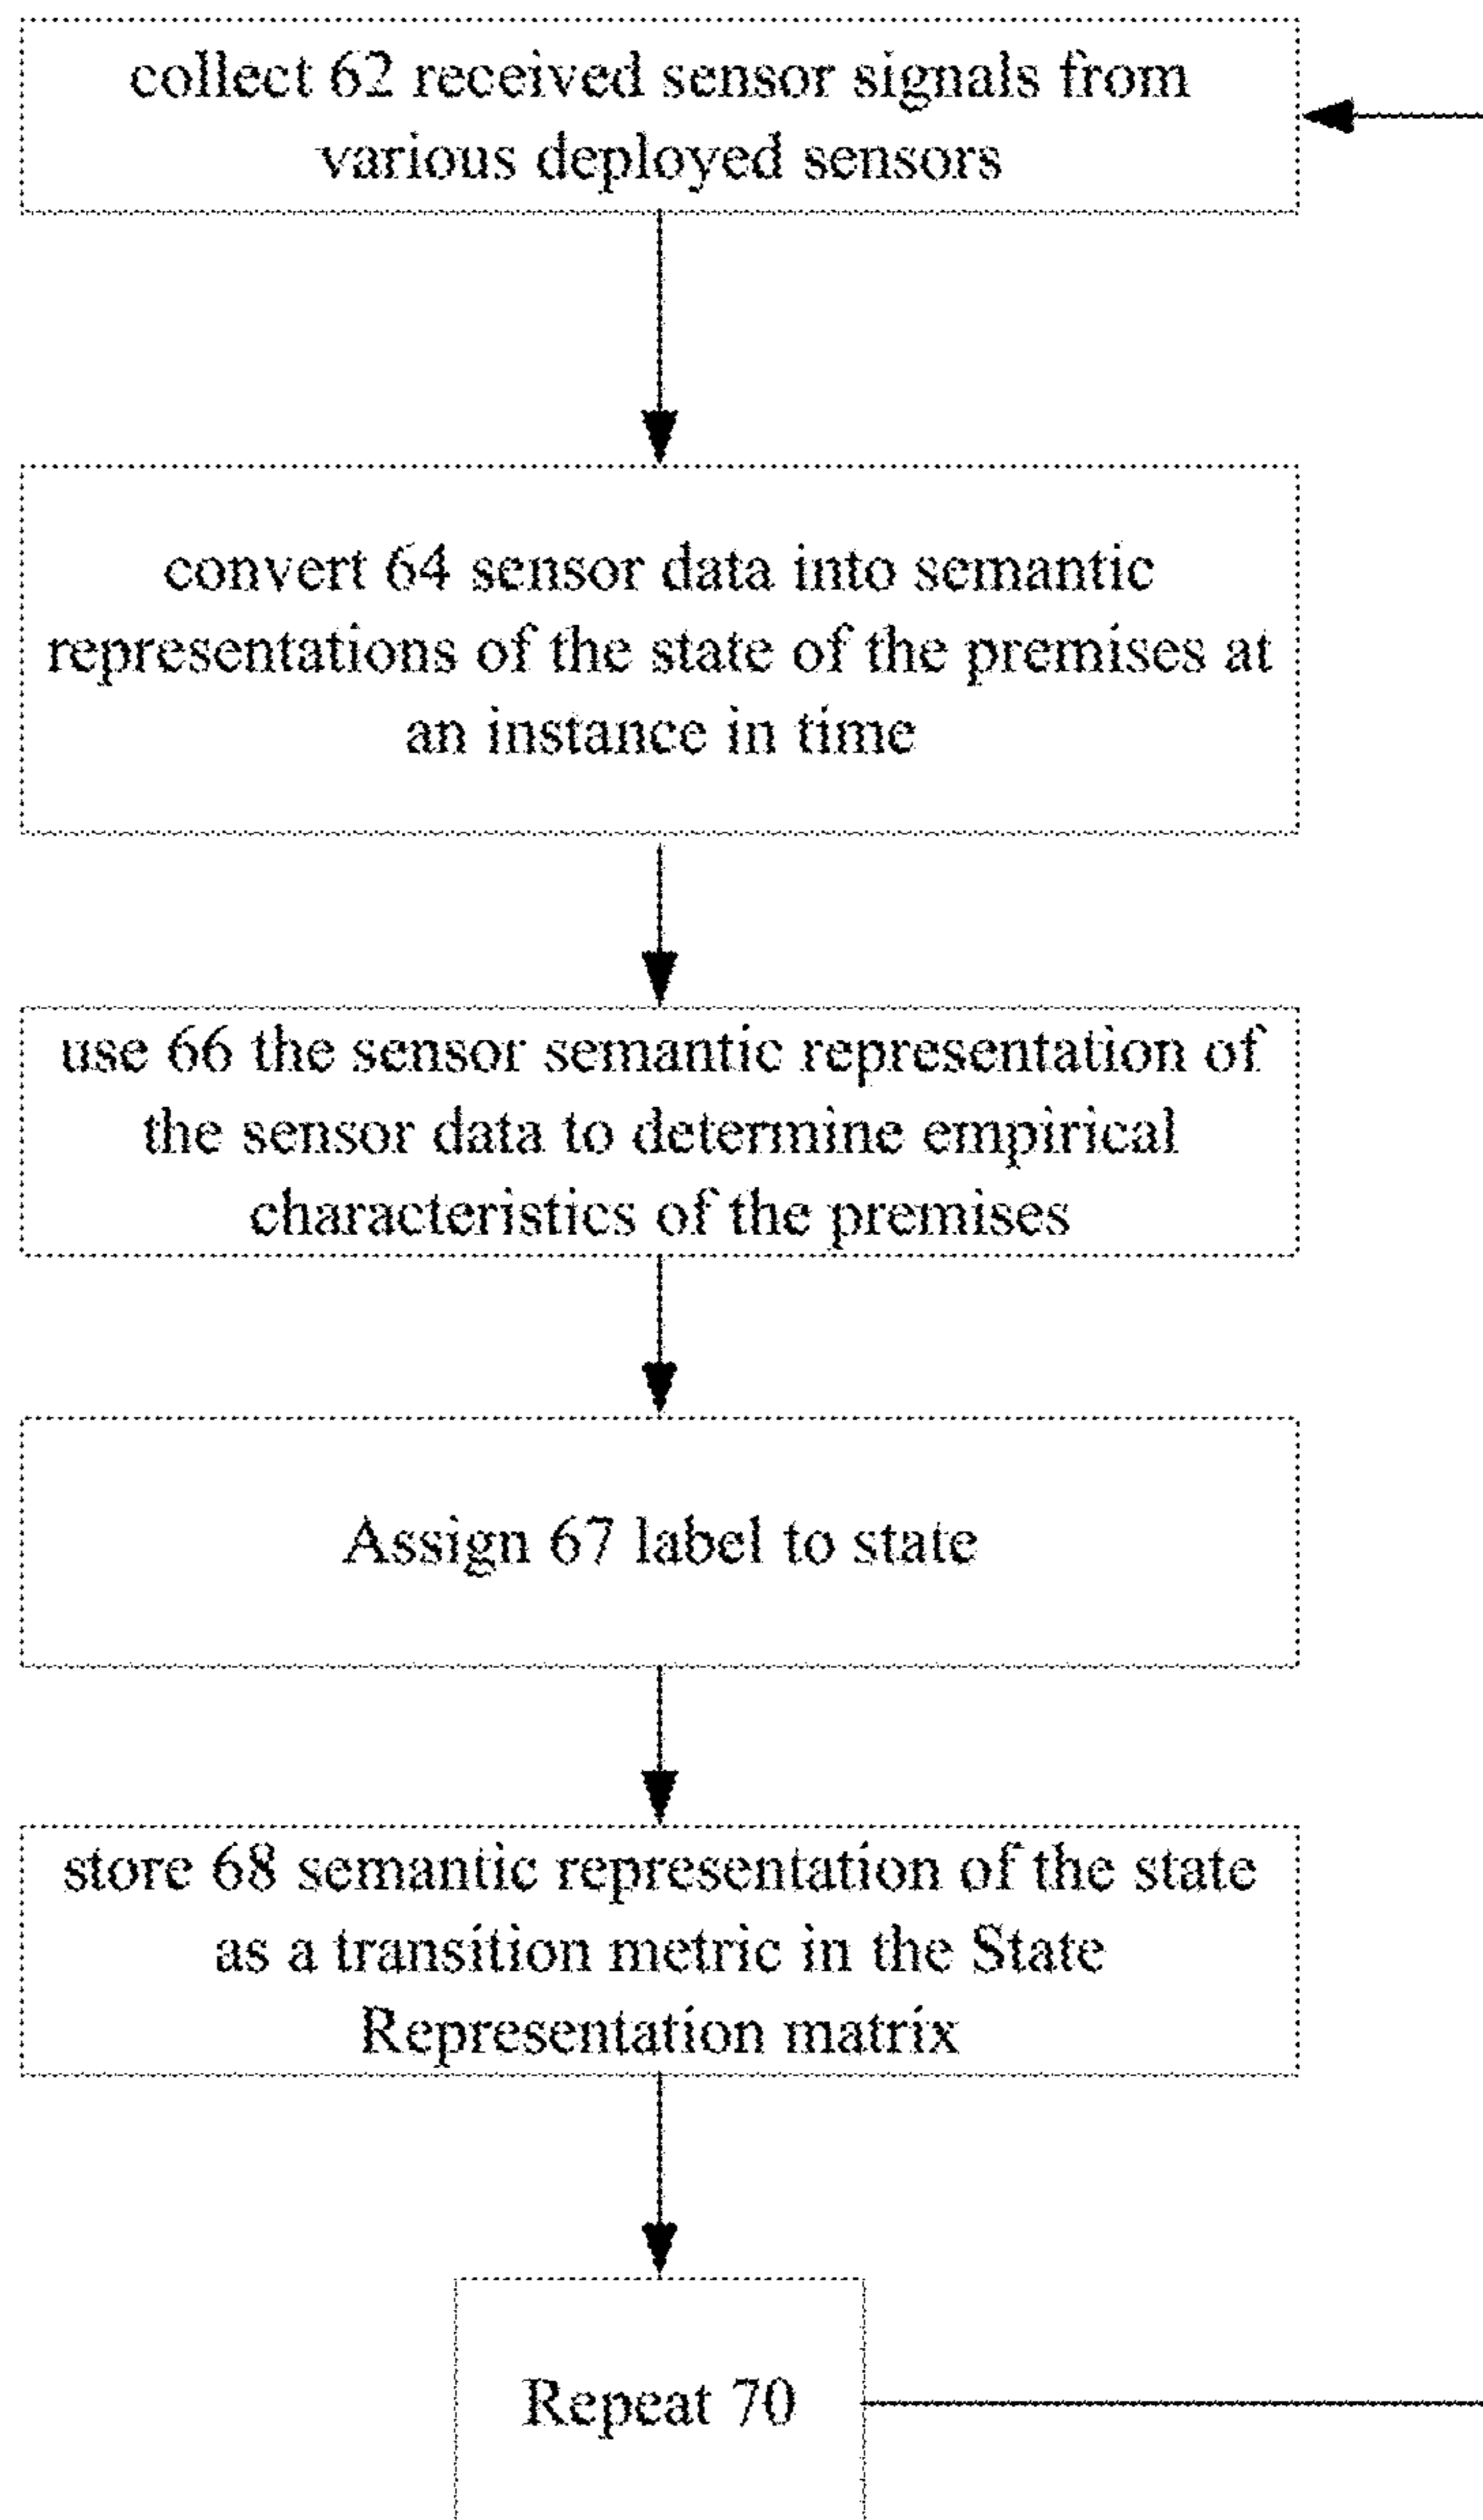 collect 62 received sensor signals from
various deployed sensors
convert 64 sensor data into semantic
representations of the state of the premises at
an instance in time
use 66 the sensor semantic representation of
the sensor data to determine empirical
characteristics of the premises
Assign 67 label to state
store 68 semantic representation of the state
as a transition metric in the State
Representation matrix
Repeat 70